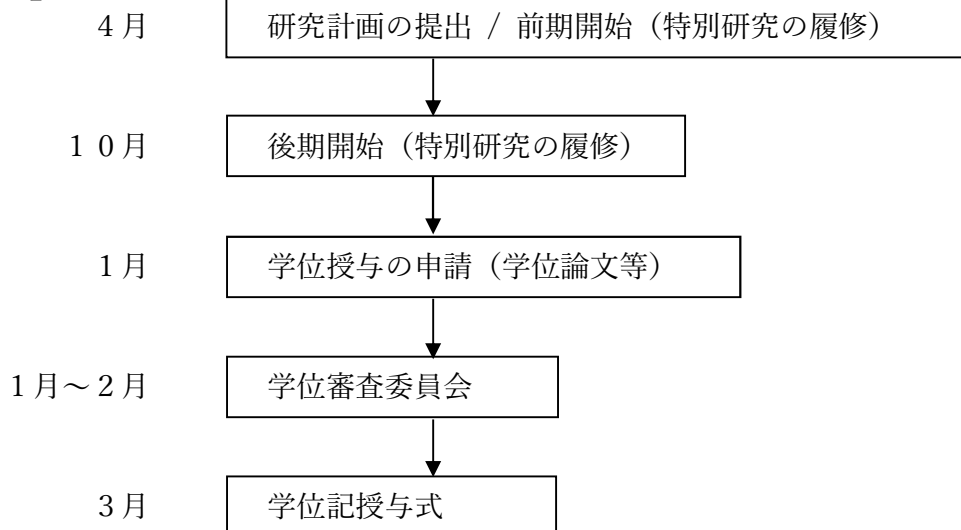 ４月 研究計画の提出 / 前期開始（特別研究の履修）
１０月 後期開始（特別研究の履修）
１月 学位授与の申請（学位論文等）
１月～２月 学位審査委員会
３月 学位記授与式